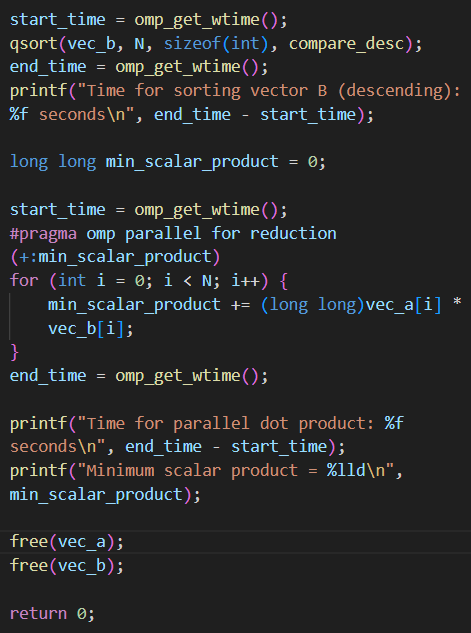 start_time = omp_get_wtime();
qsort(vec_b, N, sizeof(int), compare_desc);
end_time = omp_get_wtime();
printf("Time for sorting vector B (descending):
%f seconds\n", end_time - start_time);

long long min_scalar_product = 0;

start_time = omp_get_wtime();
#pragma omp parallel for reduction
(+:min_scalar_product)
for (int i = 0; i < N; i++) {
    min_scalar_product += (long long)vec_a[i] *
    vec_b[i];
}
end_time = omp_get_wtime();

printf("Time for parallel dot product: %f
seconds\n", end_time - start_time);
printf("Minimum scalar product = %lld\n",
min_scalar_product);

free(vec_a);
free(vec_b);

return 0;